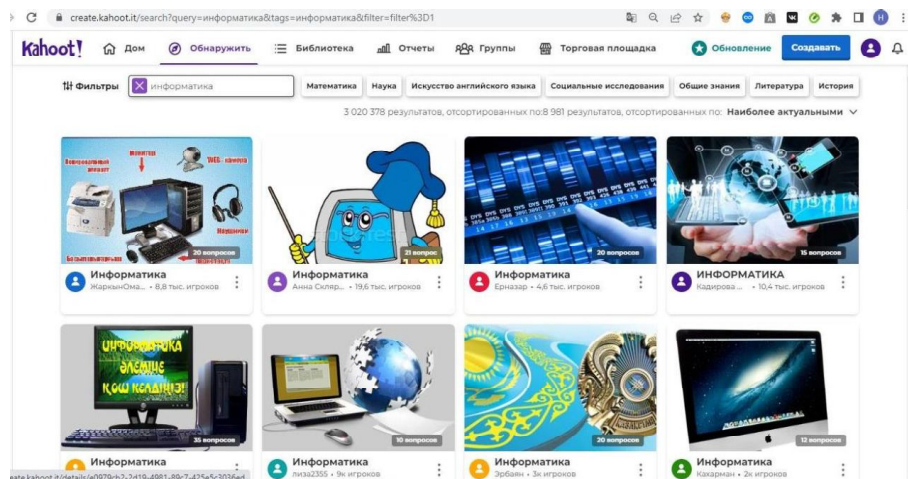 create.kahoot.it/search?query=информатика&tags=информатика&filter=filter%3D1
Kahoot! Дом Обнаружить Библиотека Отчеты Группы Торговая площадка Обновление Создавать
Фильтры информатика Математика Наука Искусство английского языка Социальные исследования Общие знания Литература История
3 020 378 результатов, отсортированных по:8 981 результатов, отсортированных по: Наиболее актуальными
монитор
WEB - камера
Наушники
20 вопросов
21 вопрос
20 вопросов
15 вопросов
Информатика
ЖаркынОма... • 8,8 тыс. игроков
Информатика
Анна Скляр... • 19,6 тыс. игроков
Информатика
Ерназар • 4,6 тыс. игроков
ИНФОРМАТИКА
Кадирова ... • 10,4 тыс. игроков
ИНФОРМАТИКА
ӘЛЕМІНЕ
ҚОШ КЕЛДІҢІЗ!
35 вопросов
10 вопросов
20 вопросов
12 вопросов
Информатика
Информатика
лиза2355 • 9к игроков
Информатика
Эрбаян • 3к игроков
Информатика
Кахарман • 2к игроков